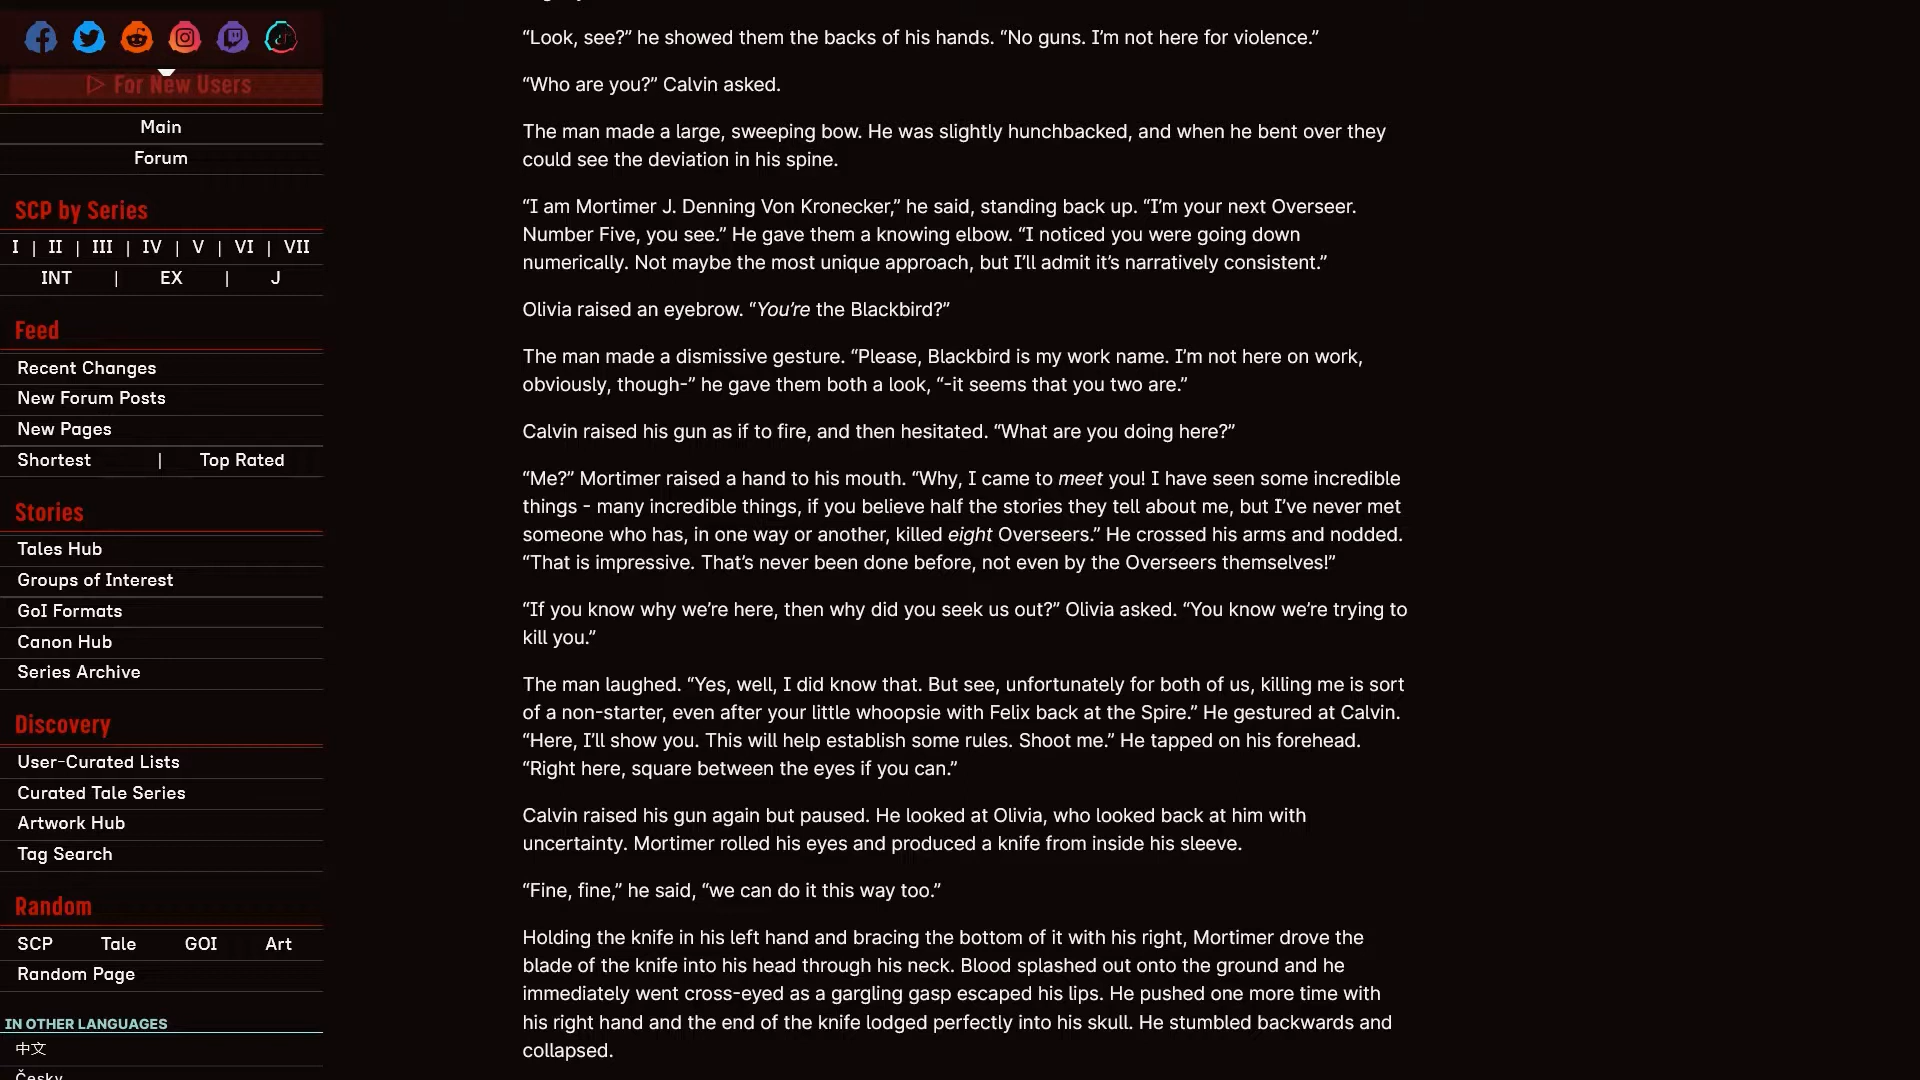 ▷ For New Users
Main
Forum
SCP by Series
I | II | III | IV | V | VI | VII
INT | EX | J
Feed
Recent Changes
New Forum Posts
New Pages
Shortest | Top Rated
Stories
Tales Hub
Groups of Interest
GoI Formats
Canon Hub
Series Archive
Discovery
User-Curated Lists
Curated Tale Series
Artwork Hub
Tag Search
Random
SCP Tale GOI Art
Random Page
IN OTHER LANGUAGES
中文
Česky
“Look, see?” he showed them the backs of his hands. “No guns. I’m not here for violence.”
“Who are you?” Calvin asked.
The man made a large, sweeping bow. He was slightly hunchbacked, and when he bent over they
could see the deviation in his spine.
“I am Mortimer J. Denning Von Kronecker,” he said, standing back up. “I’m your next Overseer.
Number Five, you see.” He gave them a knowing elbow. “I noticed you were going down
numerically. Not maybe the most unique approach, but I’ll admit it’s narratively consistent.”
Olivia raised an eyebrow. “You’re the Blackbird?”
The man made a dismissive gesture. “Please, Blackbird is my work name. I’m not here on work,
obviously, though-” he gave them both a look, “-it seems that you two are.”
Calvin raised his gun as if to fire, and then hesitated. “What are you doing here?”
“Me?” Mortimer raised a hand to his mouth. “Why, I came to meet you! I have seen some incredible
things - many incredible things, if you believe half the stories they tell about me, but I’ve never met
someone who has, in one way or another, killed eight Overseers.” He crossed his arms and nodded.
“That is impressive. That’s never been done before, not even by the Overseers themselves!”
“If you know why we’re here, then why did you seek us out?” Olivia asked. “You know we’re trying to
kill you.”
The man laughed. “Yes, well, I did know that. But see, unfortunately for both of us, killing me is sort
of a non-starter, even after your little whoopsie with Felix back at the Spire.” He gestured at Calvin.
“Here, I’ll show you. This will help establish some rules. Shoot me.” He tapped on his forehead.
“Right here, square between the eyes if you can.”
Calvin raised his gun again but paused. He looked at Olivia, who looked back at him with
uncertainty. Mortimer rolled his eyes and produced a knife from inside his sleeve.
“Fine, fine,” he said, “we can do it this way too.”
Holding the knife in his left hand and bracing the bottom of it with his right, Mortimer drove the
blade of the knife into his head through his neck. Blood splashed out onto the ground and he
immediately went cross-eyed as a gargling gasp escaped his lips. He pushed one more time with
his right hand and the end of the knife lodged perfectly into his skull. He stumbled backwards and
collapsed.